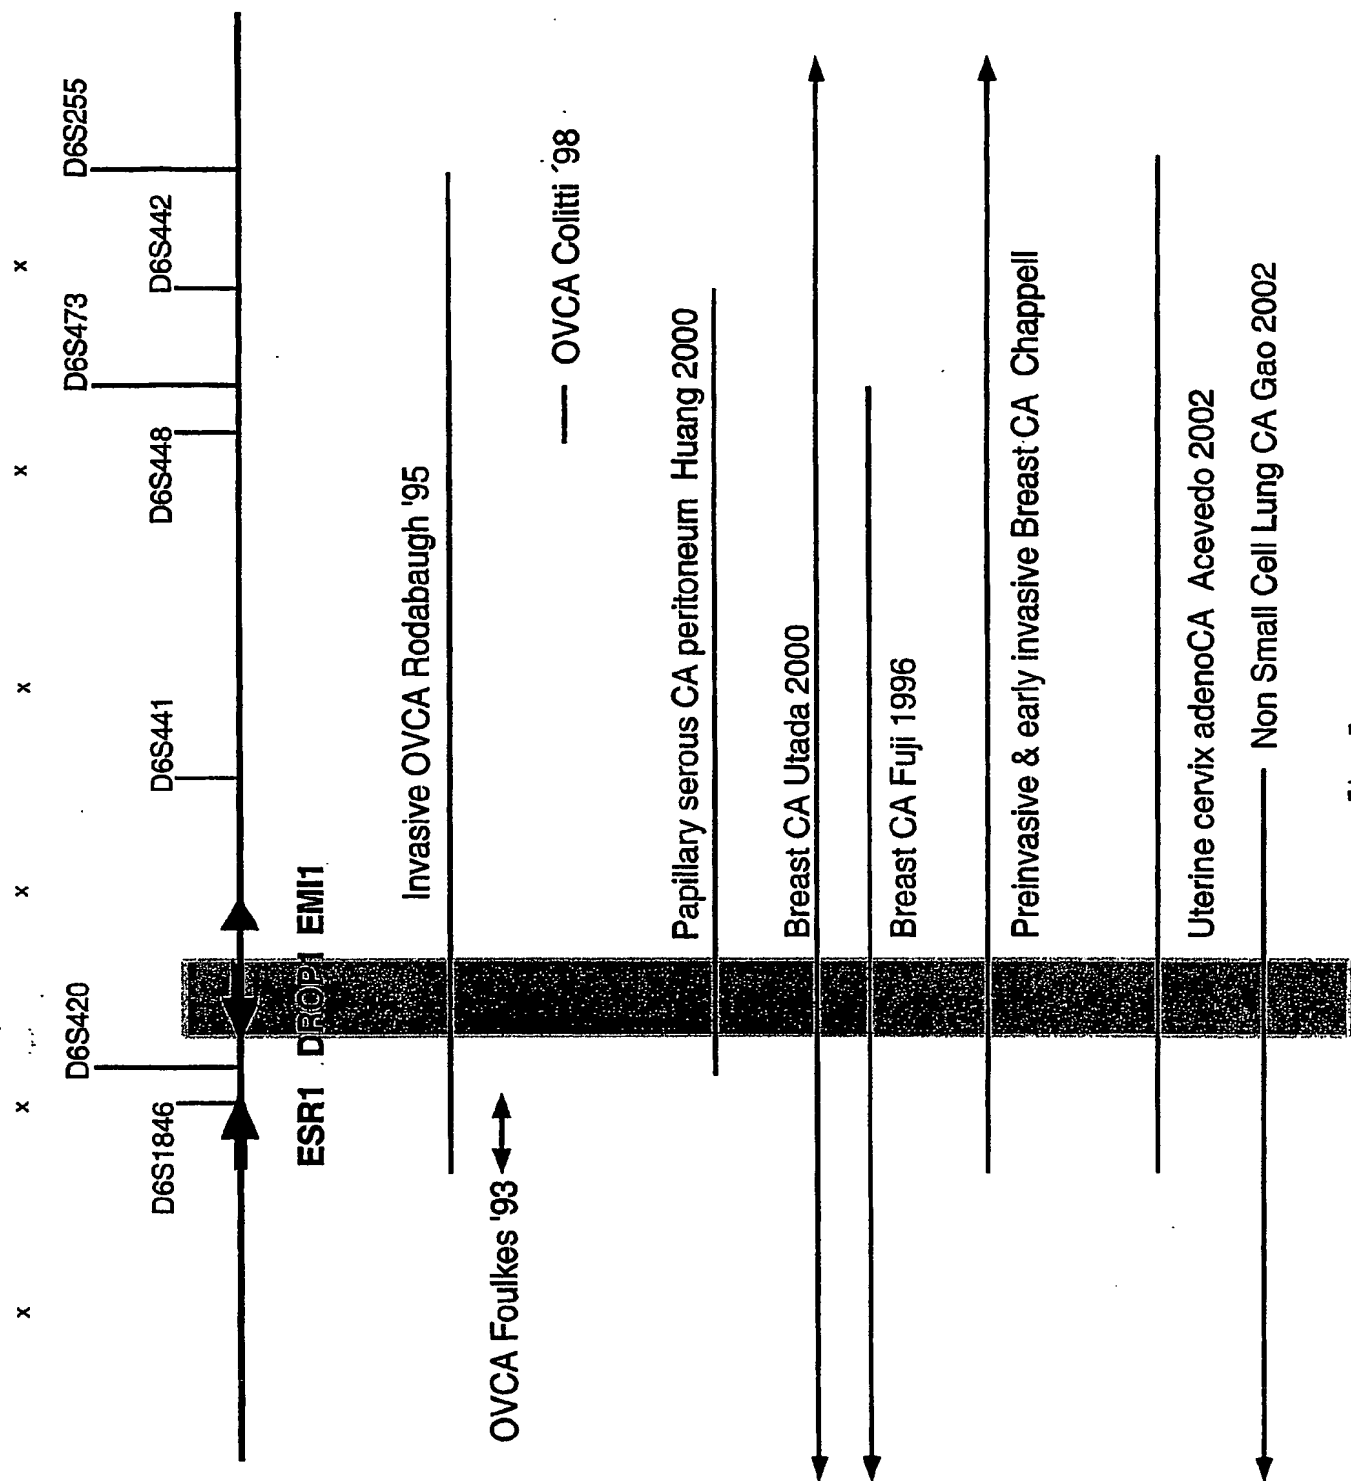 x x x x x x
D6S420 D6S473 D6S255
D6S1846 D6S441 D6S448 D6S442
ESR1 DROP1 EMI1
Invasive OVCA Rodabaugh '95
OVCA Foulkes '93
OVCA Colitti '98
Papillary serous CA peritoneum Huang 2000
Breast CA Utada 2000
Breast CA Fuji 1996
Preinvasive & early invasive Breast CA Chappell
Uterine cervix adenoCA Acevedo 2002
Non Small Cell Lung CA Gao 2002